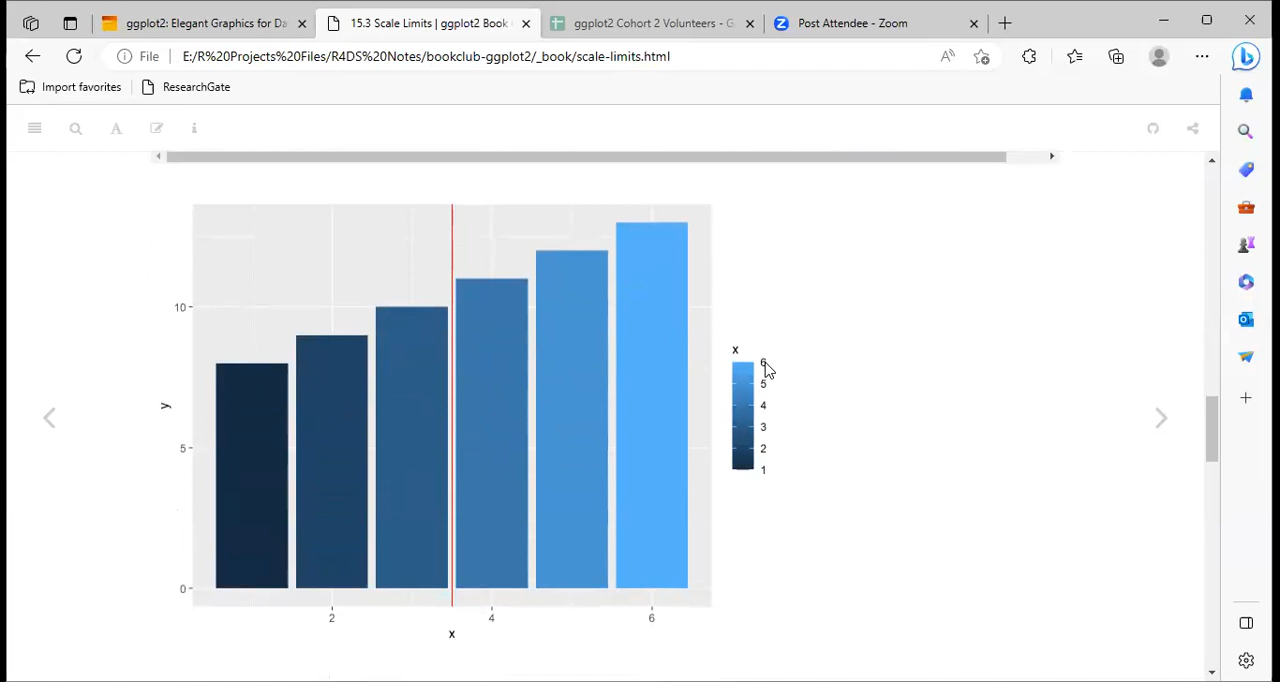 ggplot2: Elegant Graphics for Da
15.3 Scale Limits | ggplot2 Book
ggplot2 Cohort 2 Volunteers - G
Post Attendee - Zoom
File
E:/R%20Projects%20Files/R4DS%20Notes/bookclub-ggplot2/_book/scale-limits.html
Import favorites
ResearchGate
10
5
0
y
2
4
6
x
x
6
5
4
3
2
1